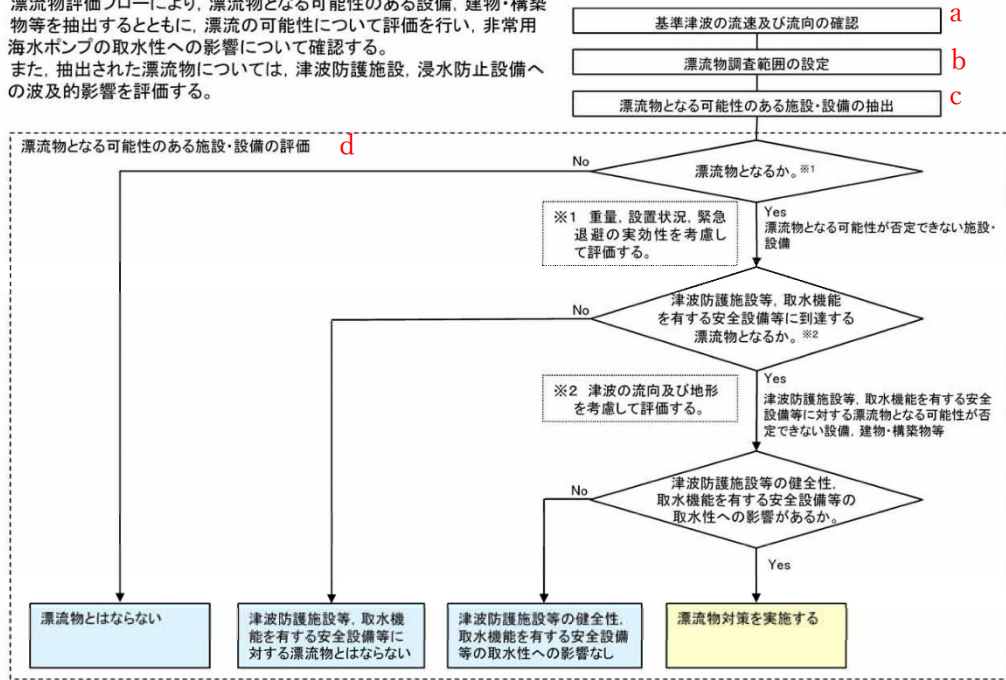 漂流物評価フローにより，漂流物となる可能性のある設備，建物・構築
物等を抽出するとともに，漂流の可能性について評価を行い，非常用
海水ポンプの取水性への影響について確認する。
また，抽出された漂流物については，津波防護施設，浸水防止設備へ
の波及的影響を評価する。
基準津波の流速及び流向の確認
a
漂流物調査範囲の設定
b
漂流物となる可能性のある施設・設備の抽出
c
漂流物となる可能性のある施設・設備の評価
d
No
漂流物となるか。※1
※1 重量，設置状況，緊急
退避の実効性を考慮し
て評価する。
Yes
漂流物となる可能性が否定できない施設・
設備
No
津波防護施設等，取水機能
を有する安全設備等に到達する
漂流物となるか。※2
※2 津波の流向及び地形
を考慮して評価する。
Yes
津波防護施設等，取水機能を有する安全
設備等に対する漂流物となる可能性が否
定できない設備，建物・構築物等
No
津波防護施設等の健全性，
取水機能を有する安全設備等の
取水性への影響があるか。
Yes
漂流物とはならない
津波防護施設等，取水機
能を有する安全設備等に
対する漂流物とはならない
津波防護施設等の健全性，
取水機能を有する安全設備
等の取水性への影響なし
漂流物対策を実施する